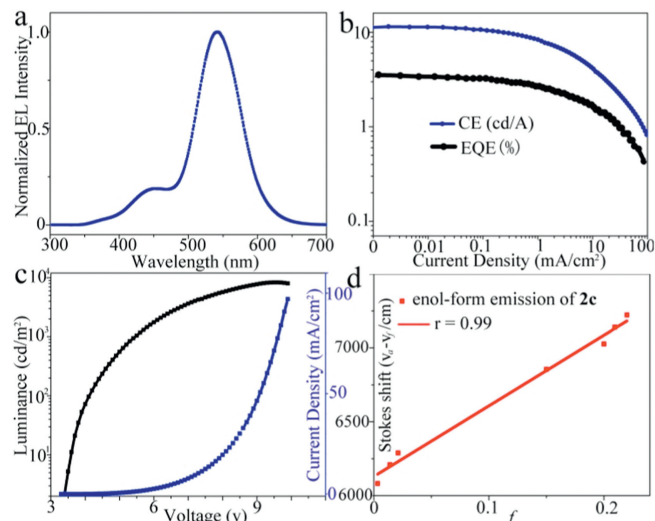 a
1.0
0.5
0
Normalized EL Intensity
300 400 500 600 700
Wavelength (nm)
b
10
1
0.1
CE (cd/A)
EQE(%)
0 0.01 0.1 1 10 100
Current Density (mA/cm²)
c
10⁴
10³
10²
10¹
Luminance (cd/m²)
100
50
0
Current Density (mA/cm²)
3 6 9
Voltage (v)
d
enol-form emission of 2c
r = 0.99
7000
6500
6000
Stokes shift (νa-νf/cm)
0 0.1 0.2
f